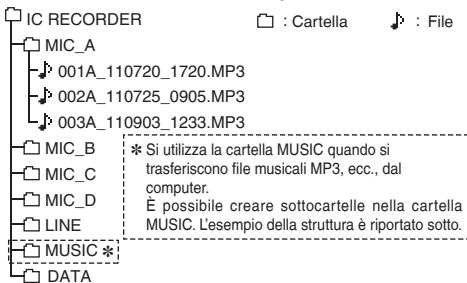 IC RECORDER
: Cartella
: File
MIC_A
001A_110720_1720.MP3
002A_110725_0905.MP3
003A_110903_1233.MP3
MIC_B
MIC_C
MIC_D
LINE
MUSIC ✻
DATA
✻ Si utilizza la cartella MUSIC quando si
trasferiscono file musicali MP3, ecc., dal
computer.
È possibile creare sottocartelle nella cartella
MUSIC. L'esempio della struttura è riportato sotto.